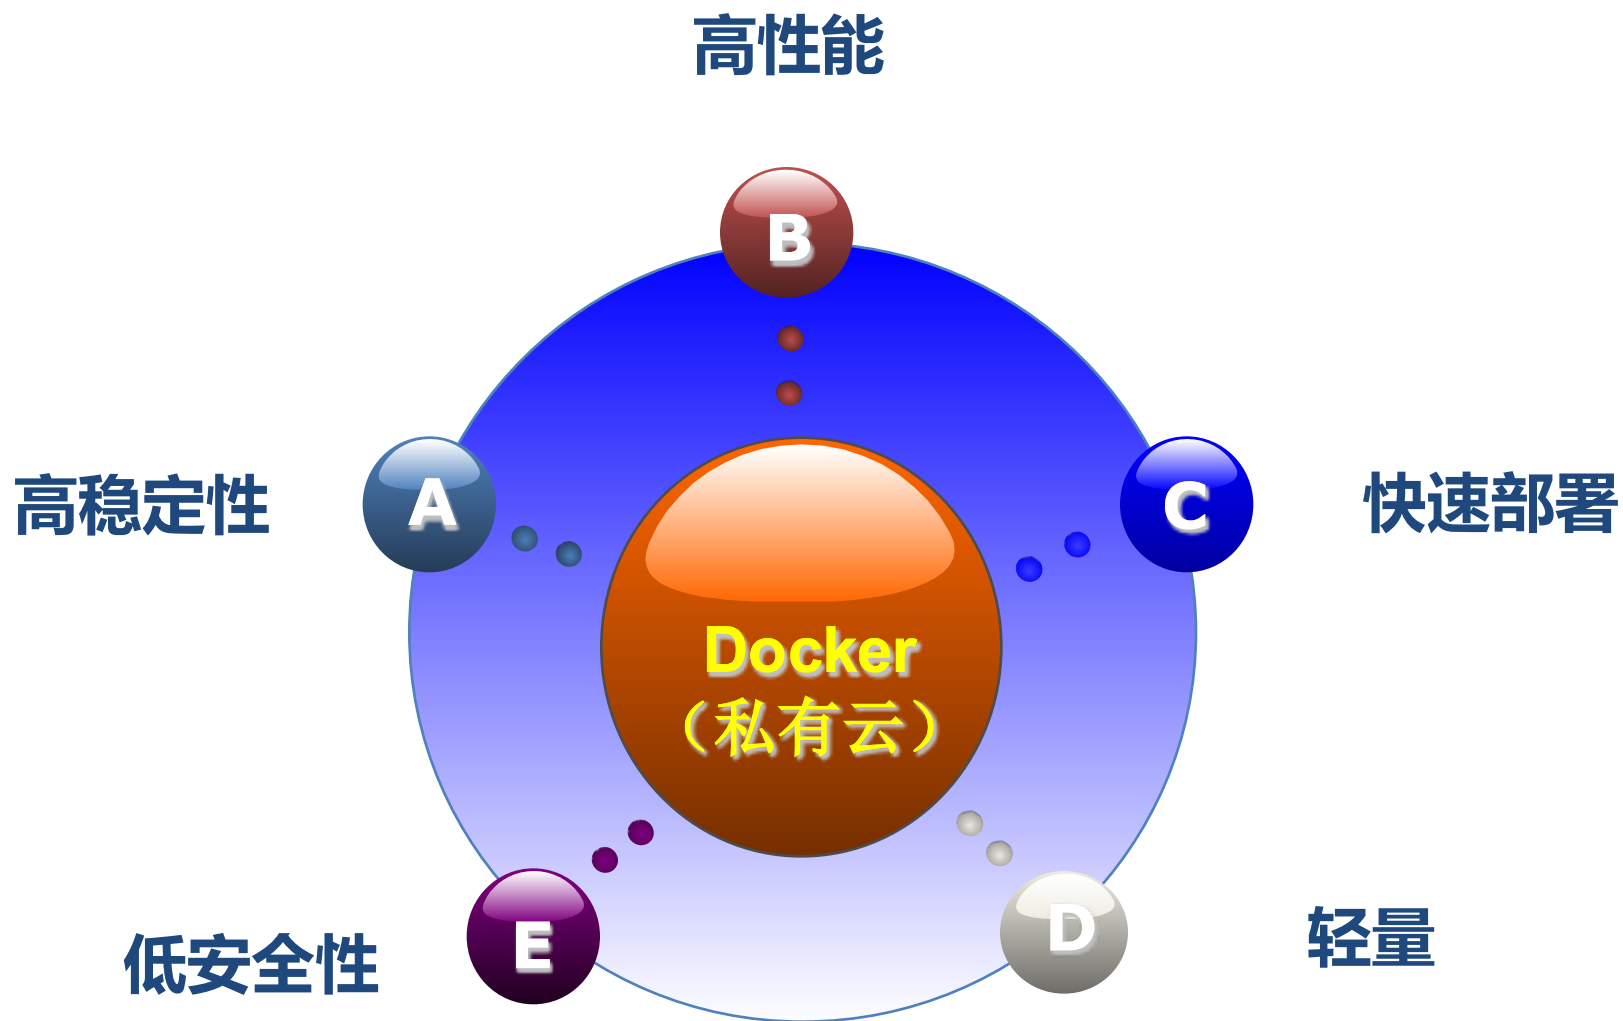 高性能
B
A
高稳定性
C
快速部署
Docker
（私有云）
E
低安全性
D
轻量